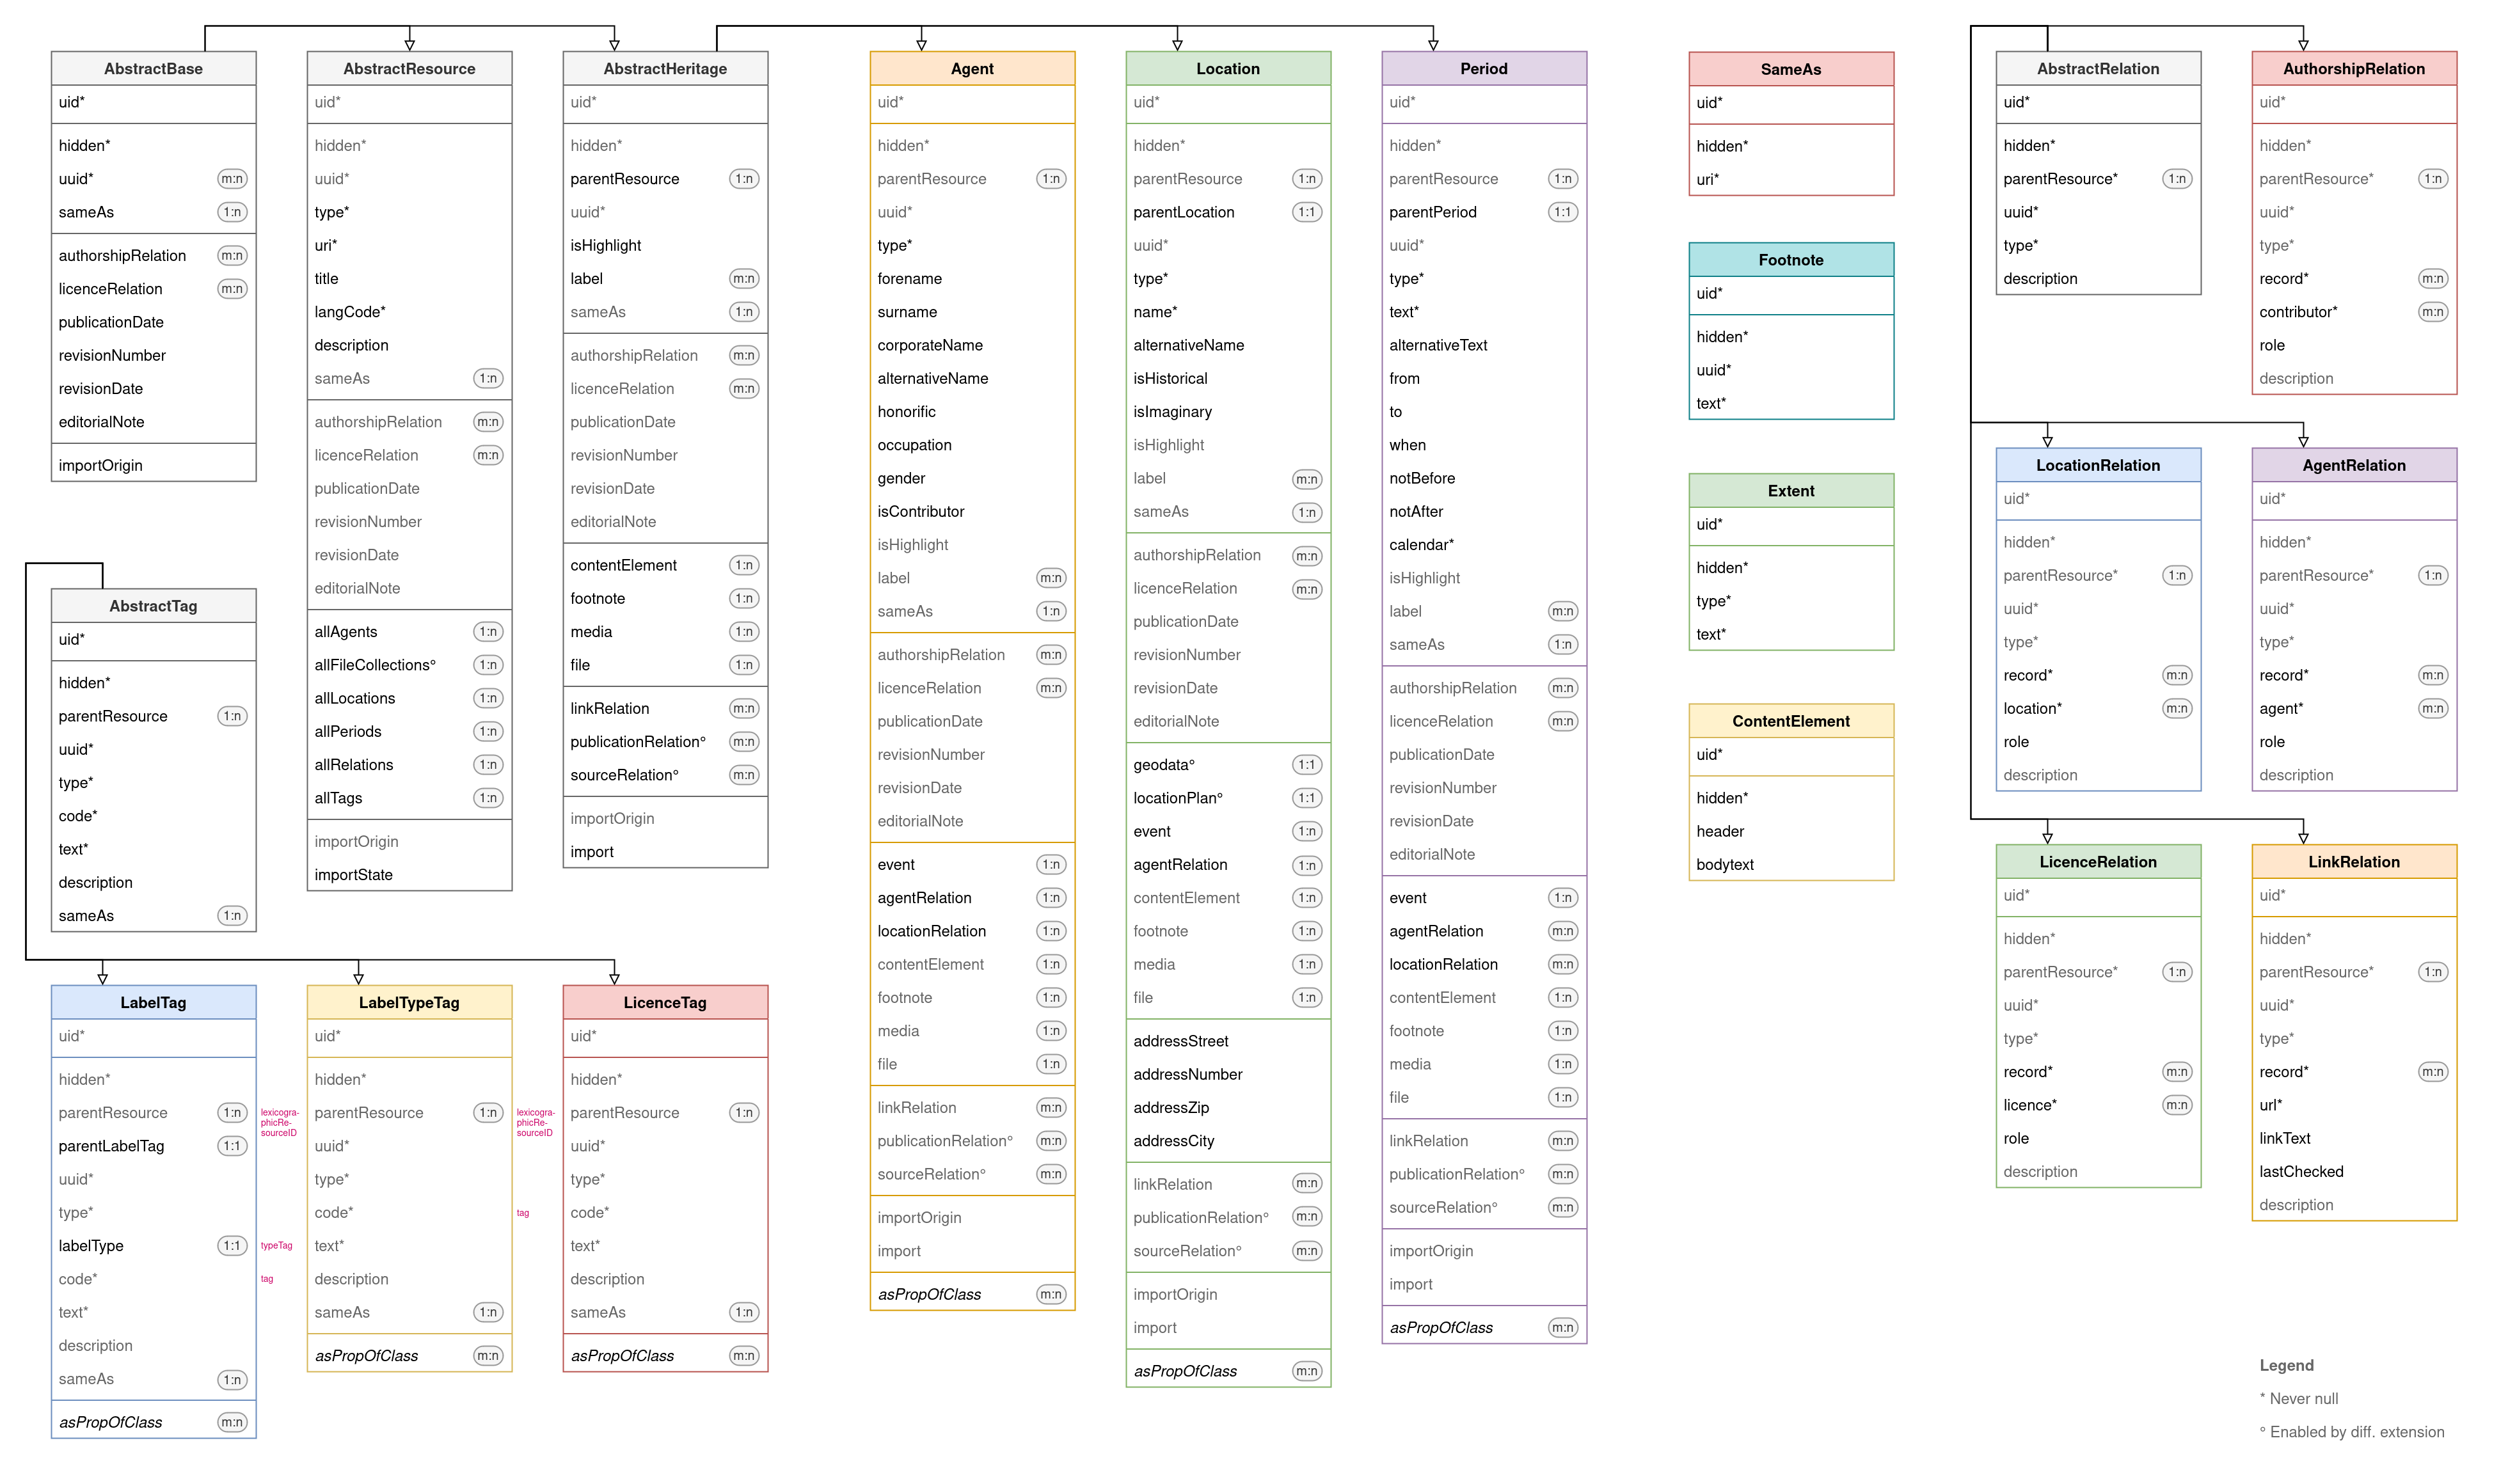 AbstractBase
uid*
hidden*
uuid* m:n
sameAs 1:n
authorshipRelation m:n
licenceRelation m:n
publicationDate
revisionNumber
revisionDate
editorialNote
importOrigin
AbstractResource
uid*
hidden*
uuid*
type*
uri*
title
langCode*
description
sameAs 1:n
authorshipRelation m:n
licenceRelation m:n
publicationDate
revisionNumber
revisionDate
editorialNote
allAgents 1:n
allFileCollections° 1:n
allLocations 1:n
allPeriods 1:n
allRelations 1:n
allTags 1:n
importOrigin
importState
AbstractHeritage
uid*
hidden*
parentResource 1:n
uuid*
isHighlight
label m:n
sameAs 1:n
authorshipRelation m:n
licenceRelation m:n
publicationDate
revisionNumber
revisionDate
editorialNote
contentElement 1:n
footnote 1:n
media 1:n
file 1:n
linkRelation m:n
publicationRelation° m:n
sourceRelation° m:n
importOrigin
import
AbstractTag
uid*
hidden*
parentResource 1:n
uuid*
type*
code*
text*
description
sameAs 1:n
LabelTag
uid*
hidden*
parentResource 1:n
lexicogra-
phicRe-
sourceID
parentLabelTag 1:1
uuid*
type*
labelType 1:1 typeTag
code* tag
text*
description
sameAs 1:n
asPropOfClass m:n
LabelTypeTag
uid*
hidden*
parentResource 1:n
lexicogra-
phicRe-
sourceID
uuid*
type*
code* tag
text*
description
sameAs 1:n
asPropOfClass m:n
LicenceTag
uid*
hidden*
parentResource 1:n
uuid*
type*
code*
text*
description
sameAs 1:n
asPropOfClass m:n
Agent
uid*
hidden*
parentResource 1:n
uuid*
type*
forename
surname
corporateName
alternativeName
honorific
occupation
gender
isContributor
isHighlight
label m:n
sameAs 1:n
authorshipRelation m:n
licenceRelation m:n
publicationDate
revisionNumber
revisionDate
editorialNote
event 1:n
agentRelation 1:n
locationRelation 1:n
contentElement 1:n
footnote 1:n
media 1:n
file 1:n
linkRelation m:n
publicationRelation° m:n
sourceRelation° m:n
importOrigin
import
asPropOfClass m:n
Location
uid*
hidden*
parentResource 1:n
parentLocation 1:1
uuid*
type*
name*
alternativeName
isHistorical
isImaginary
isHighlight
label m:n
sameAs 1:n
authorshipRelation m:n
licenceRelation m:n
publicationDate
revisionNumber
revisionDate
editorialNote
geodata° 1:1
locationPlan° 1:1
event 1:n
agentRelation 1:n
contentElement 1:n
footnote 1:n
media 1:n
file 1:n
addressStreet
addressNumber
addressZip
addressCity
linkRelation m:n
publicationRelation° m:n
sourceRelation° m:n
importOrigin
import
asPropOfClass m:n
Period
uid*
hidden*
parentResource 1:n
parentPeriod 1:1
uuid*
type*
text*
alternativeText
from
to
when
notBefore
notAfter
calendar*
isHighlight
label m:n
sameAs 1:n
authorshipRelation m:n
licenceRelation m:n
publicationDate
revisionNumber
revisionDate
editorialNote
event 1:n
agentRelation m:n
locationRelation m:n
contentElement 1:n
footnote 1:n
media 1:n
file 1:n
linkRelation m:n
publicationRelation° m:n
sourceRelation° m:n
importOrigin
import
asPropOfClass m:n
SameAs
uid*
hidden*
uri*
Footnote
uid*
hidden*
uuid*
text*
Extent
uid*
hidden*
type*
text*
ContentElement
uid*
hidden*
header
bodytext
AbstractRelation
uid*
hidden*
parentResource* 1:n
uuid*
type*
description
AuthorshipRelation
uid*
hidden*
parentResource* 1:n
uuid*
type*
record* m:n
contributor* m:n
role
description
LocationRelation
uid*
hidden*
parentResource* 1:n
uuid*
type*
record* m:n
location* m:n
role
description
AgentRelation
uid*
hidden*
parentResource* 1:n
uuid*
type*
record* m:n
agent* m:n
role
description
LicenceRelation
uid*
hidden*
parentResource* 1:n
uuid*
type*
record* m:n
licence* m:n
role
description
LinkRelation
uid*
hidden*
parentResource* 1:n
uuid*
type*
record* m:n
url*
linkText
lastChecked
description
Legend
* Never null
° Enabled by diff. extension